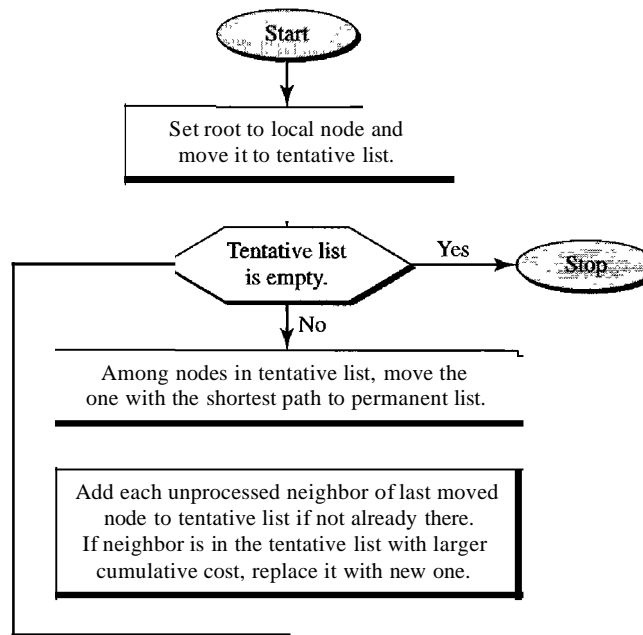 Start
Set root to local node and
move it to tentative list.
Tentative list
is empty.
Yes
Stop
No
Among nodes in tentative list, move the
one with the shortest path to permanent list.
Add each unprocessed neighbor of last moved
node to tentative list if not already there.
If neighbor is in the tentative list with larger
cumulative cost, replace it with new one.